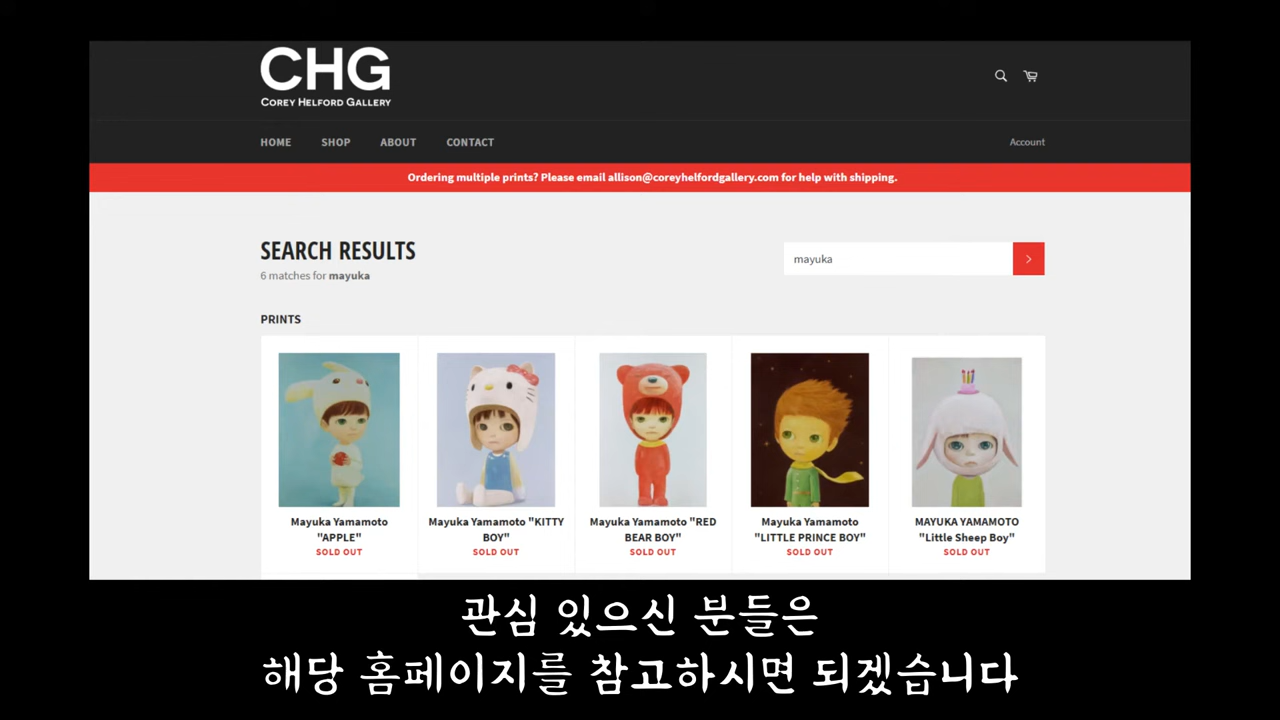 CHG
COREY HELFORD GALLERY
HOME SHOP ABOUT CONTACT Account
Ordering multiple prints? Please email allison@coreyhelfordgallery.com for help with shipping.
SEARCH RESULTS
mayuka
6 matches for mayuka
PRINTS
Mayuka Yamamoto "APPLE"
SOLD OUT
Mayuka Yamamoto "KITTY BOY"
SOLD OUT
Mayuka Yamamoto "RED BEAR BOY"
SOLD OUT
Mayuka Yamamoto "LITTLE PRINCE BOY"
SOLD OUT
MAYUKA YAMAMOTO "Little Sheep Boy"
SOLD OUT
관심 있으신 분들은
해당 홈페이지를 참고하시면 되겠습니다